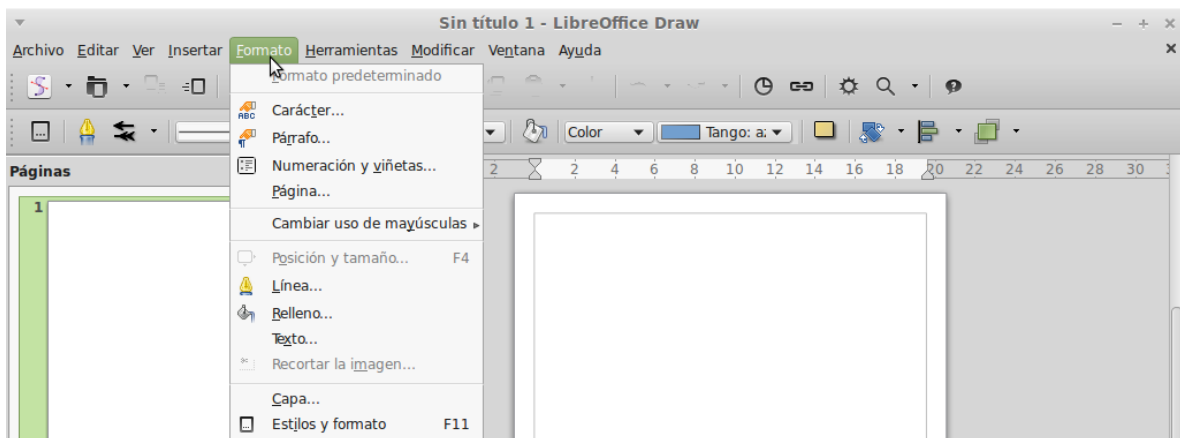 Sin título 1 - LibreOffice Draw
Archivo Editar Ver Insertar Formato Herramientas Modificar Ventana Ayuda
Formato predeterminado
ABC Carácter...
Párrafo...
Color Tango: a:
Numeración y viñetas...
Páginas
2 2 4 6 8 10 12 14 16 18 20 22 24 26 28 30
Página...
1
Cambiar uso de mayúsculas
Posición y tamaño... F4
Línea...
Relleno...
Texto...
Recortar la imagen...
Capa...
Estilos y formato F11